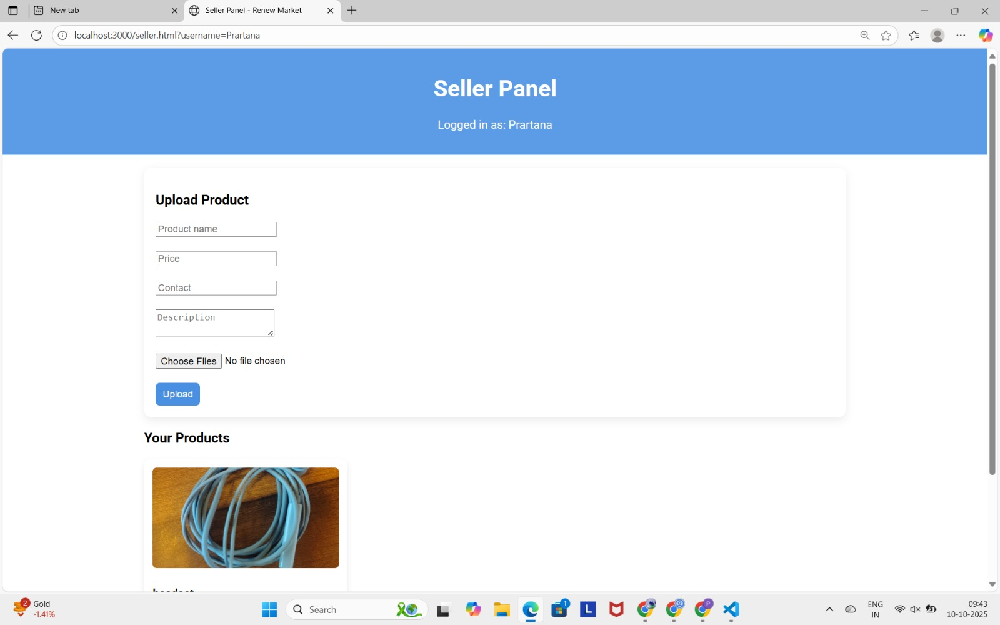 New tab
Seller Panel - Renew Market
localhost:3000/seller.html?username=Prartana
Seller Panel
Logged in as: Prartana
Upload Product
Product name
Price
Contact
Description
Choose Files No file chosen
Upload
Your Products
2
Gold
-1.41%
Search
1
L
P
ENG
IN
09:43
10-10-2025